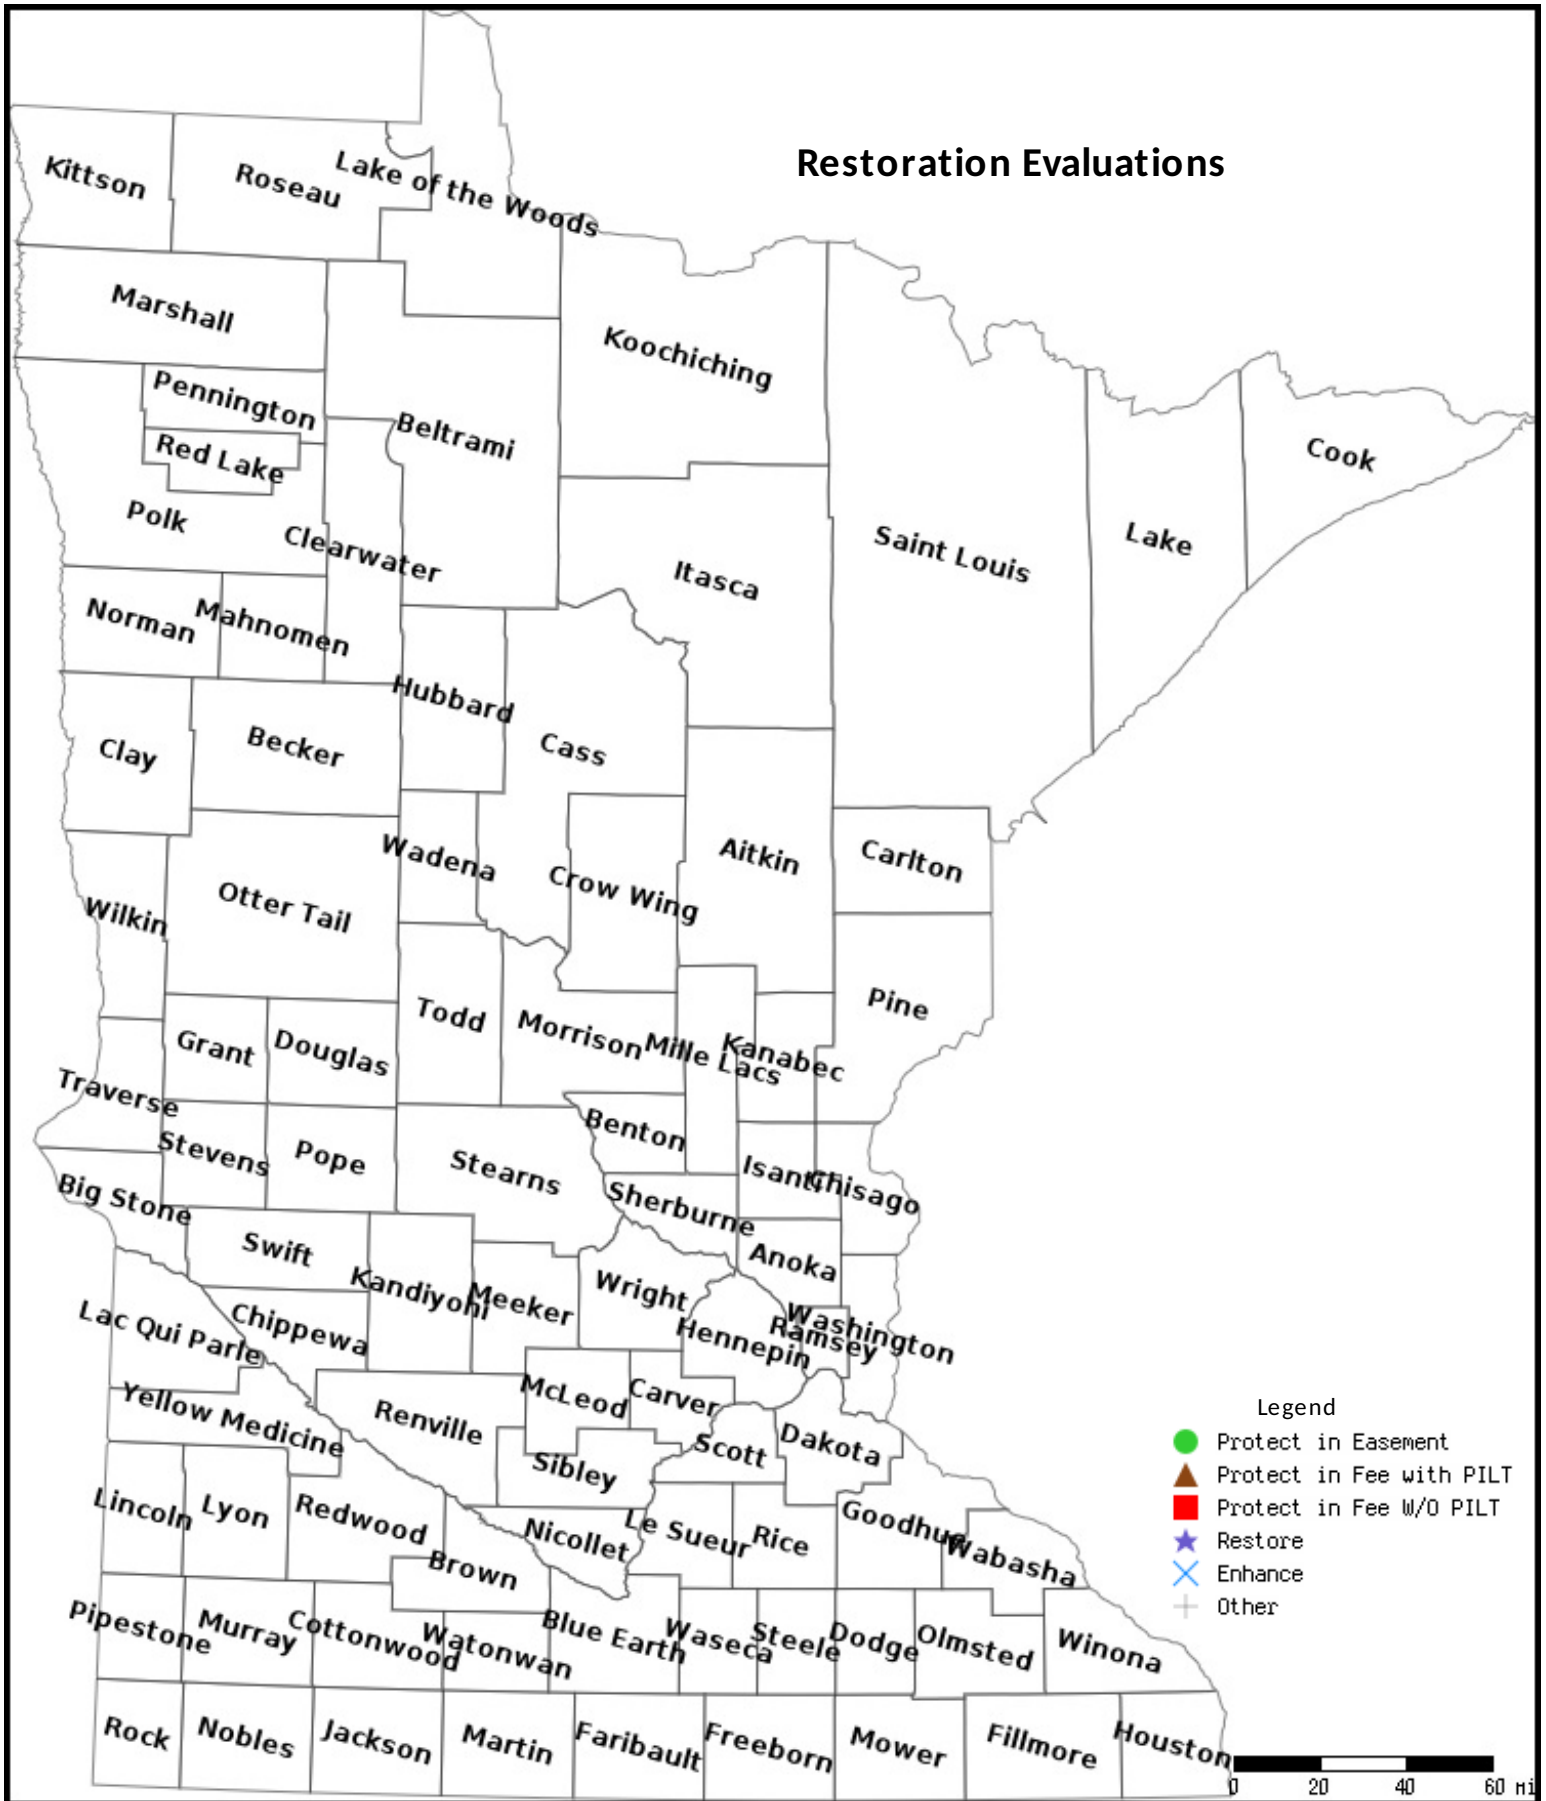 Restoration Evaluations
Kittson
Roseau
Lake of the Woods
Marshall
Koochiching
Pennington
Beltrami
Red Lake
Cook
Polk
Clearwater
Saint Louis
Lake
Itasca
Norman
Mahnomen
Hubbard
Clay
Becker
Cass
Wadena
Aitkin
Carlton
Otter Tail
Crow Wing
Wilkin
Pine
Todd
Morrison
Mille Lacs
Kanabec
Grant
Douglas
Traverse
Benton
Stevens
Pope
Stearns
Isanti
Chisago
Big Stone
Sherburne
Swift
Anoka
Kandiyohi
Meeker
Wright
Lac Qui Parle
Chippewa
Hennepin
Ramsey
Washington
Yellow Medicine
Renville
McLeod
Carver
Scott
Dakota
Sibley
Lincoln
Lyon
Redwood
Nicollet
Le Sueur
Rice
Goodhue
Wabasha
Brown
Pipestone
Murray
Cottonwood
Watonwan
Blue Earth
Waseca
Steele
Dodge
Olmsted
Winona
Rock
Nobles
Jackson
Martin
Faribault
Freeborn
Mower
Fillmore
Houston
Legend
Protect in Easement
Protect in Fee with PILT
Protect in Fee W/O PILT
Restore
Enhance
Other
0 20 40 60 mi